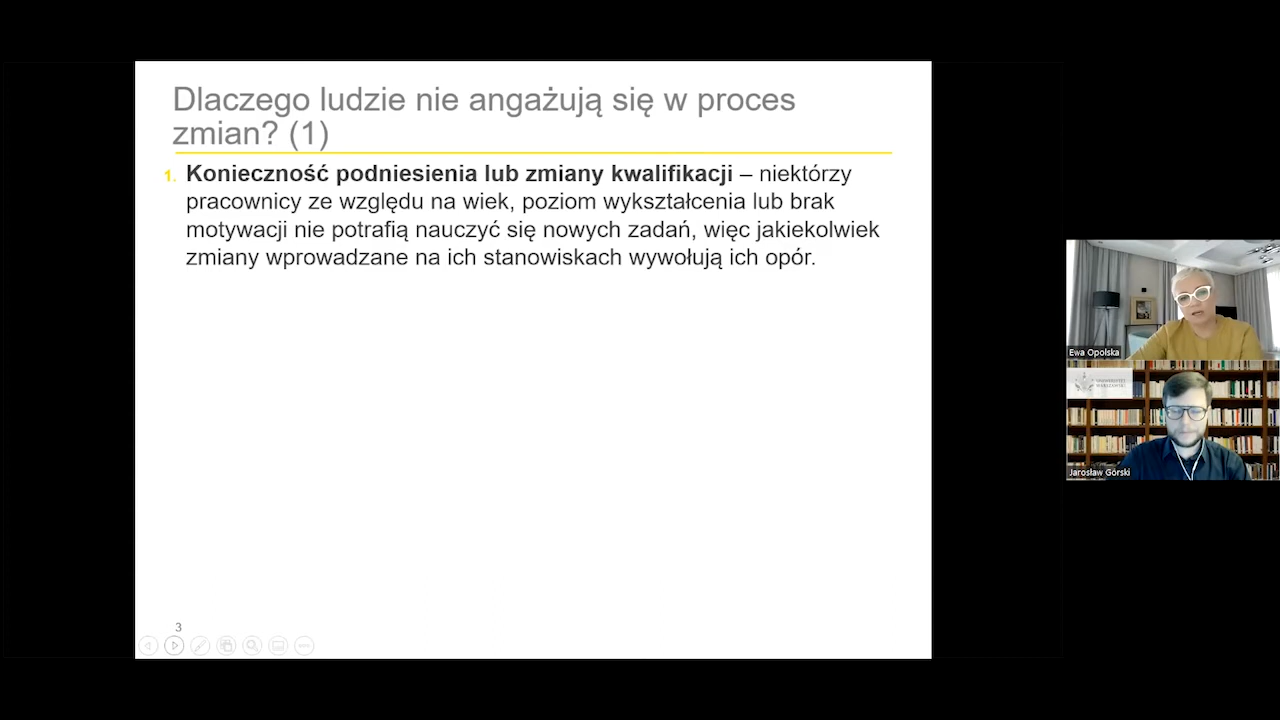 Dlaczego ludzie nie angażują się w proces
zmian? (1)
1. Konieczność podniesienia lub zmiany kwalifikacji – niektórzy
pracownicy ze względu na wiek, poziom wykształcenia lub brak
motywacji nie potrafią nauczyć się nowych zadań, więc jakiekolwiek
zmiany wprowadzane na ich stanowiskach wywołują ich opór.
3
Ewa Opolska
UNIWERSYTET
WARSZAWSKI
Jarosław Górski